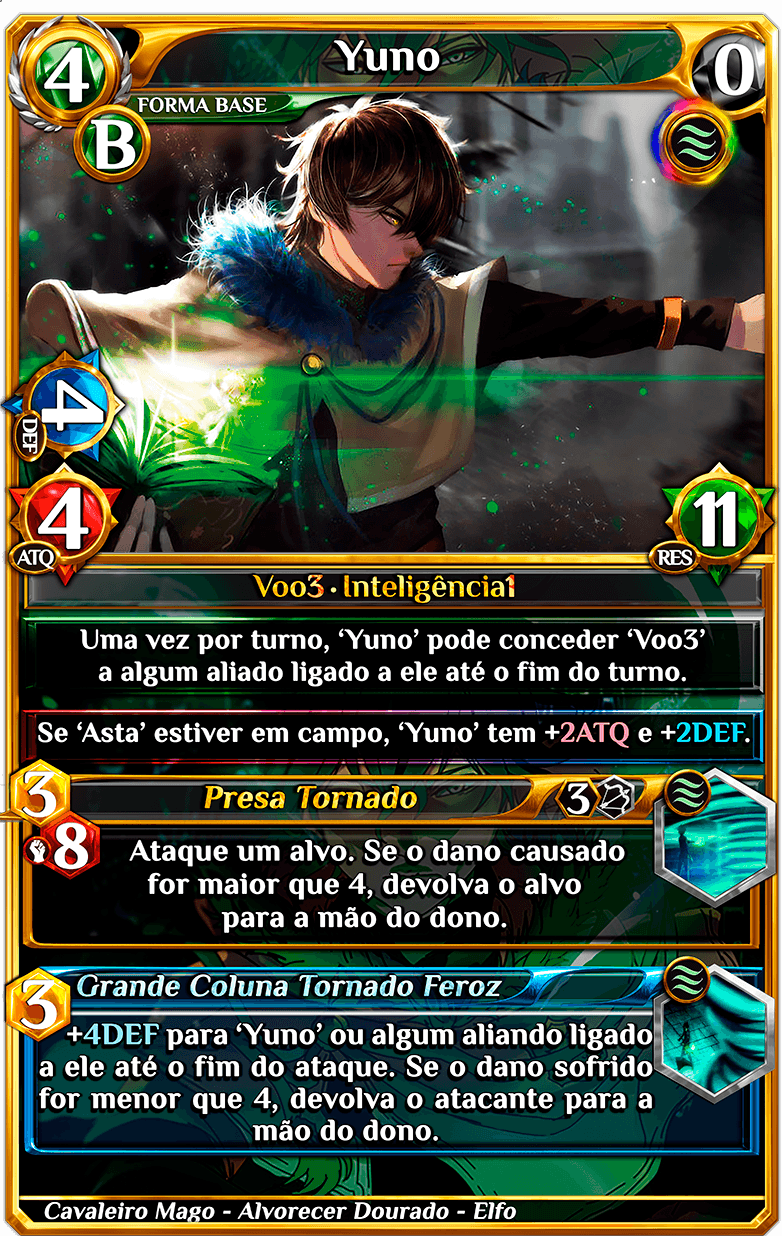 4
Yuno
0
FORMA BASE
B
4
DEF
4
ATQ
11
RES
Voo3 · Inteligência1
Uma vez por turno, ‘Yuno’ pode conceder ‘Voo3’
a algum aliado ligado a ele até o fim do turno.
Se ‘Asta’ estiver em campo, ‘Yuno’ tem +2ATQ e +2DEF.
3
Presa Tornado
3
8
Ataque um alvo. Se o dano causado
for maior que 4, devolva o alvo
para a mão do dono.
3
Grande Coluna Tornado Feroz
+4DEF para ‘Yuno’ ou algum aliando ligado
a ele até o fim do ataque. Se o dano sofrido
for menor que 4, devolva o atacante para a
mão do dono.
Cavaleiro Mago - Alvorecer Dourado - Elfo